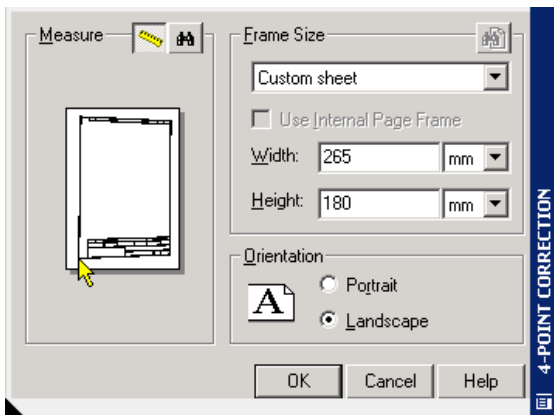 Measure
Frame Size
Custom sheet
Use Internal Page Frame
Width: 265 mm
Height: 180 mm
Orientation
A
Portrait
Landscape
OK Cancel Help
4-POINT CORRECTION